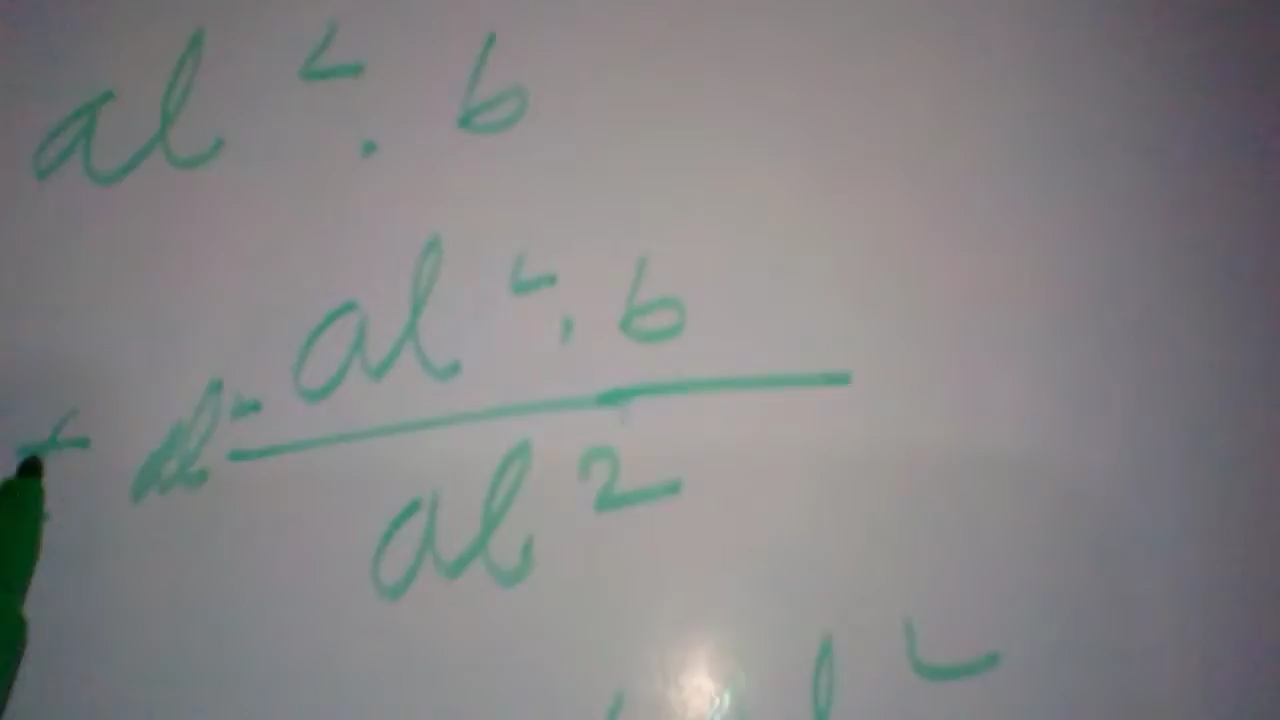 al² . b
al² . b
+ al²
al²